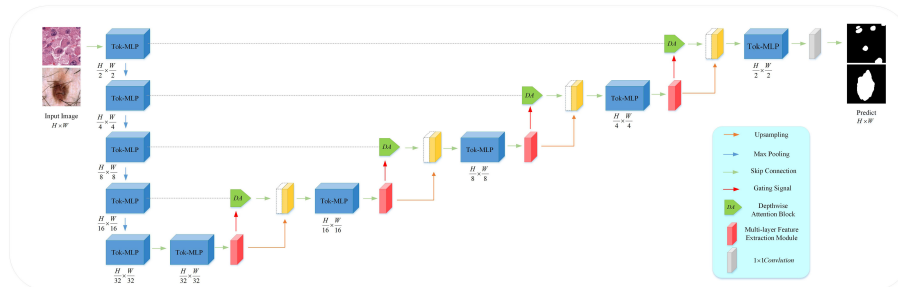 Input Image
H×W
Tok-MLP
H/2 × W/2
Tok-MLP
H/4 × W/4
Tok-MLP
H/8 × W/8
Tok-MLP
H/16 × W/16
Tok-MLP
H/32 × W/32
Tok-MLP
H/32 × W/32
DA
Tok-MLP
H/16 × W/16
DA
Tok-MLP
H/8 × W/8
DA
Tok-MLP
H/4 × W/4
DA
Tok-MLP
H/2 × W/2
Predict
H×W
Upsampling
Max Pooling
Skip Connection
Gating Signal
DA
Depthwise
Attention Block
Multi-layer Feature
Extraction Module
1×1Convlution